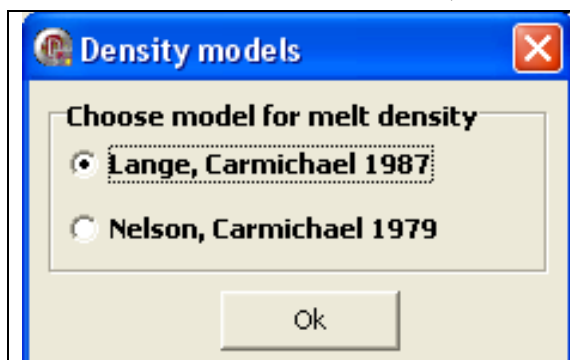 Density models
Choose model for melt density
Lange, Carmichael 1987
Nelson, Carmichael 1979
Ok